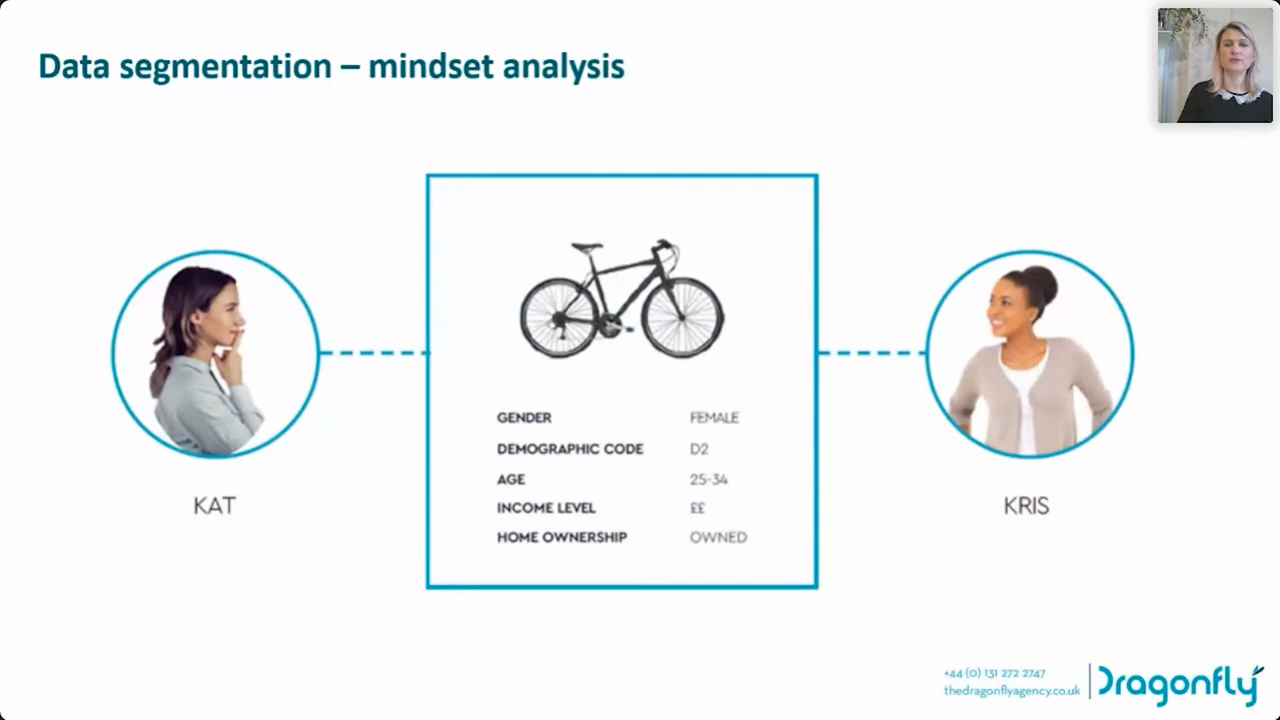 Data segmentation – mindset analysis
GENDER FEMALE
DEMOGRAPHIC CODE D2
AGE 25-34
INCOME LEVEL ££
HOME OWNERSHIP OWNED
KAT
KRIS
+44 (0) 131 272 2747
thedragonflyagency.co.uk
Dragonfly